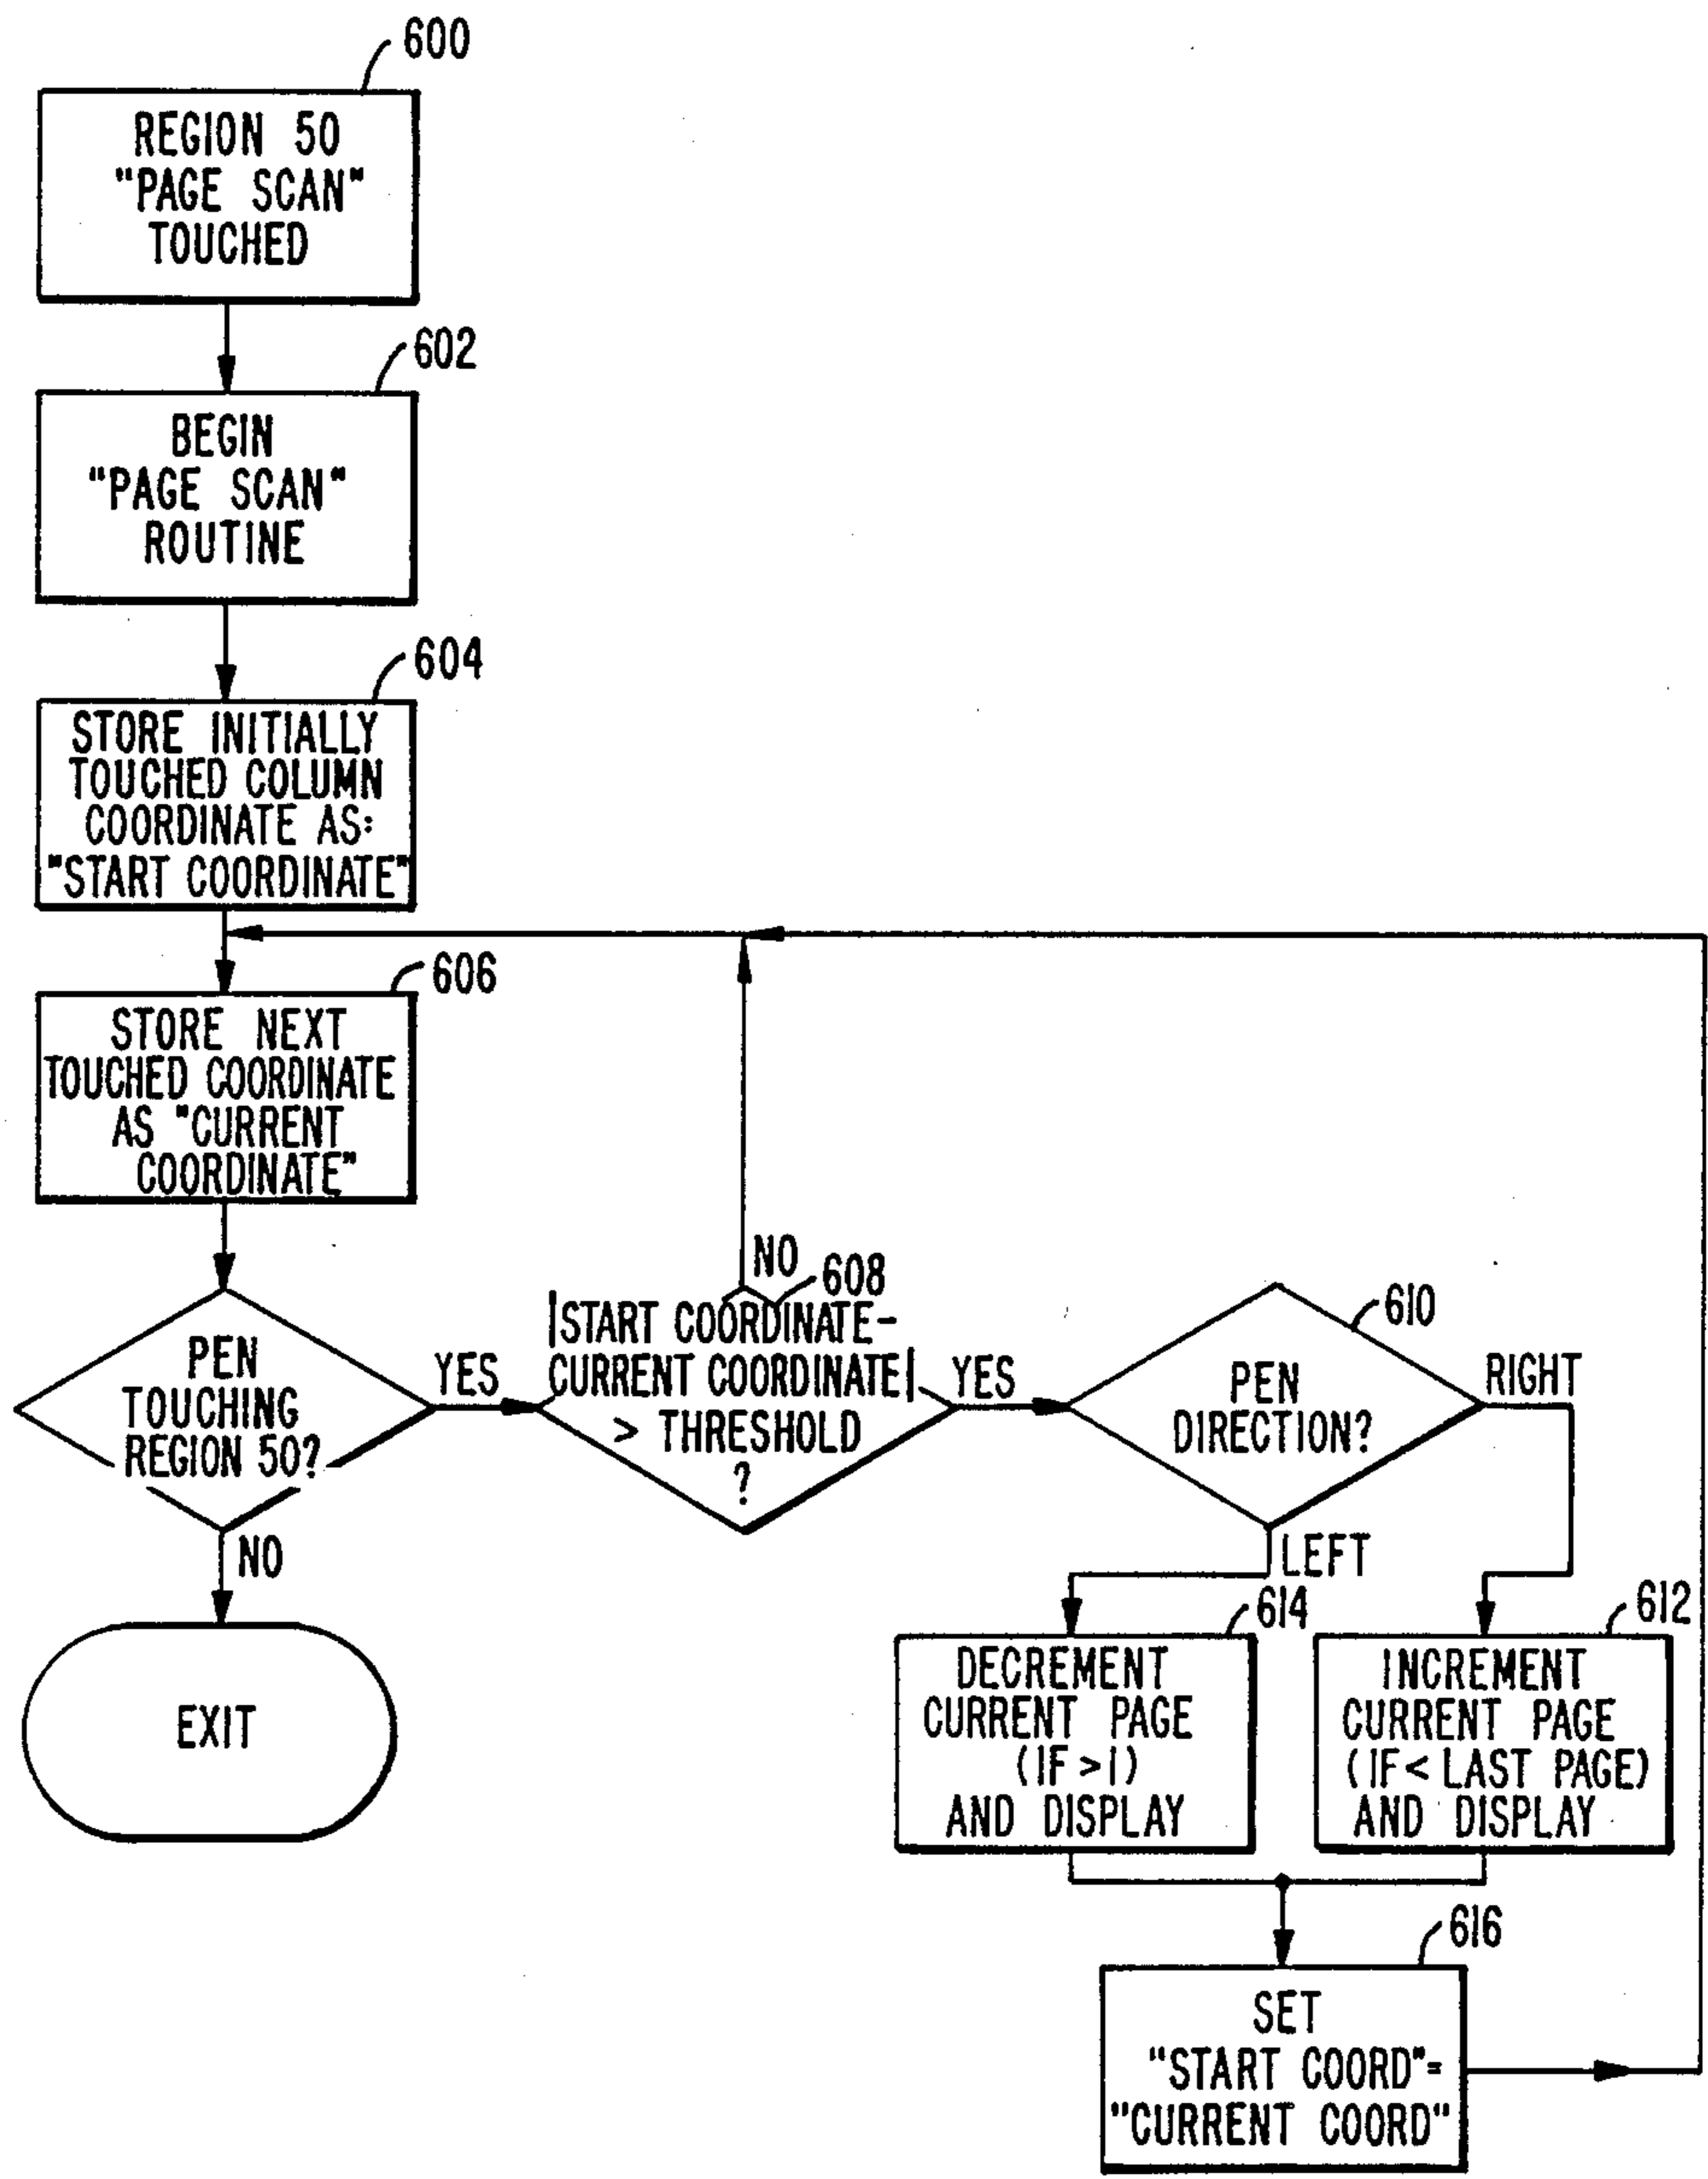 600
REGION 50
"PAGE SCAN"
TOUCHED
602
BEGIN
"PAGE SCAN"
ROUTINE
604
STORE INITIALLY
TOUCHED COLUMN
COORDINATE AS:
"START COORDINATE"
606
STORE NEXT
TOUCHED COORDINATE
AS "CURRENT
COORDINATE"
PEN
TOUCHING
REGION 50?
YES
NO
EXIT
NO
608
|START COORDINATE-
CURRENT COORDINATE|
> THRESHOLD
?
YES
610
PEN
DIRECTION?
RIGHT
LEFT
614
DECREMENT
CURRENT PAGE
(IF >1)
AND DISPLAY
612
INCREMENT
CURRENT PAGE
(IF < LAST PAGE)
AND DISPLAY
616
SET
"START COORD"=
"CURRENT COORD"